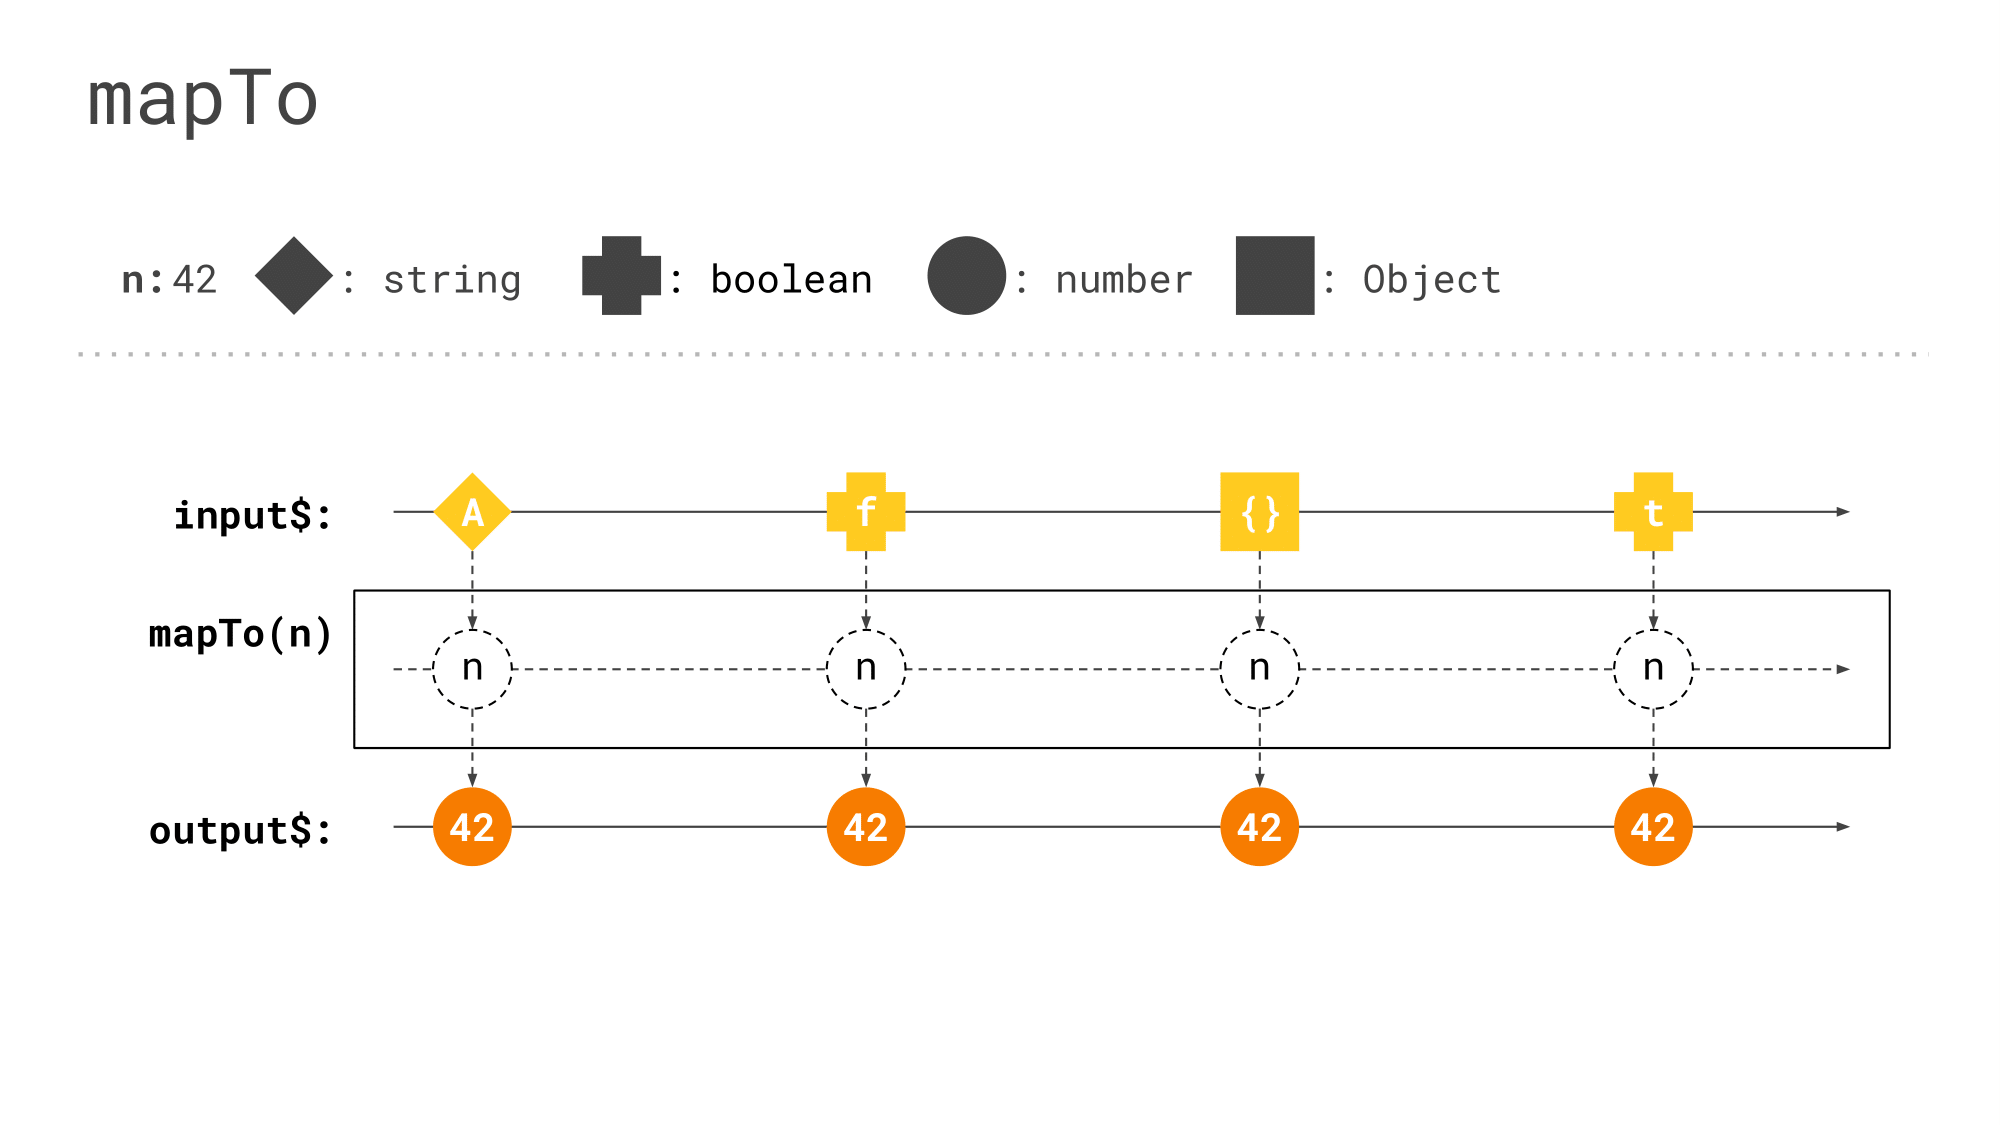 mapTo
n:42 : string : boolean : number : Object
input$: A f {} t
mapTo(n) n n n n
output$: 42 42 42 42